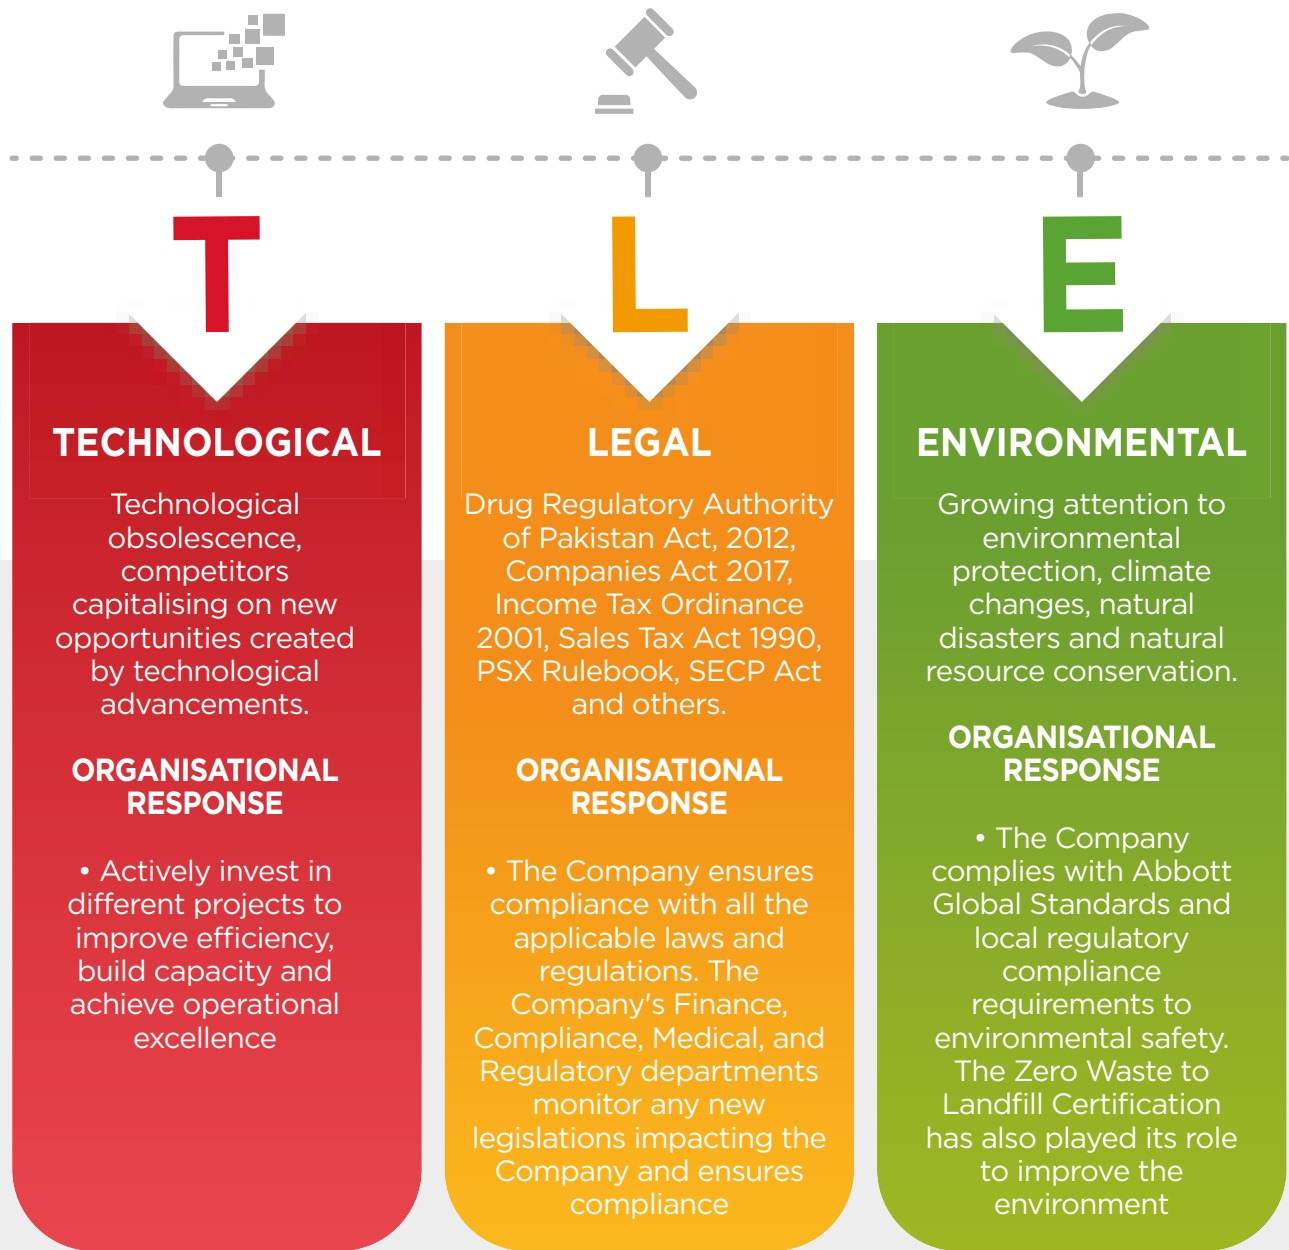 T
TECHNOLOGICAL
Technological
obsolescence,
competitors
capitalising on new
opportunities created
by technological
advancements.
ORGANISATIONAL
RESPONSE
• Actively invest in
different projects to
improve efficiency,
build capacity and
achieve operational
excellence
L
LEGAL
Drug Regulatory Authority
of Pakistan Act, 2012,
Companies Act 2017,
Income Tax Ordinance
2001, Sales Tax Act 1990,
PSX Rulebook, SECP Act
and others.
ORGANISATIONAL
RESPONSE
• The Company ensures
compliance with all the
applicable laws and
regulations. The
Company's Finance,
Compliance, Medical, and
Regulatory departments
monitor any new
legislations impacting the
Company and ensures
compliance
E
ENVIRONMENTAL
Growing attention to
environmental
protection, climate
changes, natural
disasters and natural
resource conservation.
ORGANISATIONAL
RESPONSE
• The Company
complies with Abbott
Global Standards and
local regulatory
compliance
requirements to
environmental safety.
The Zero Waste to
Landfill Certification
has also played its role
to improve the
environment